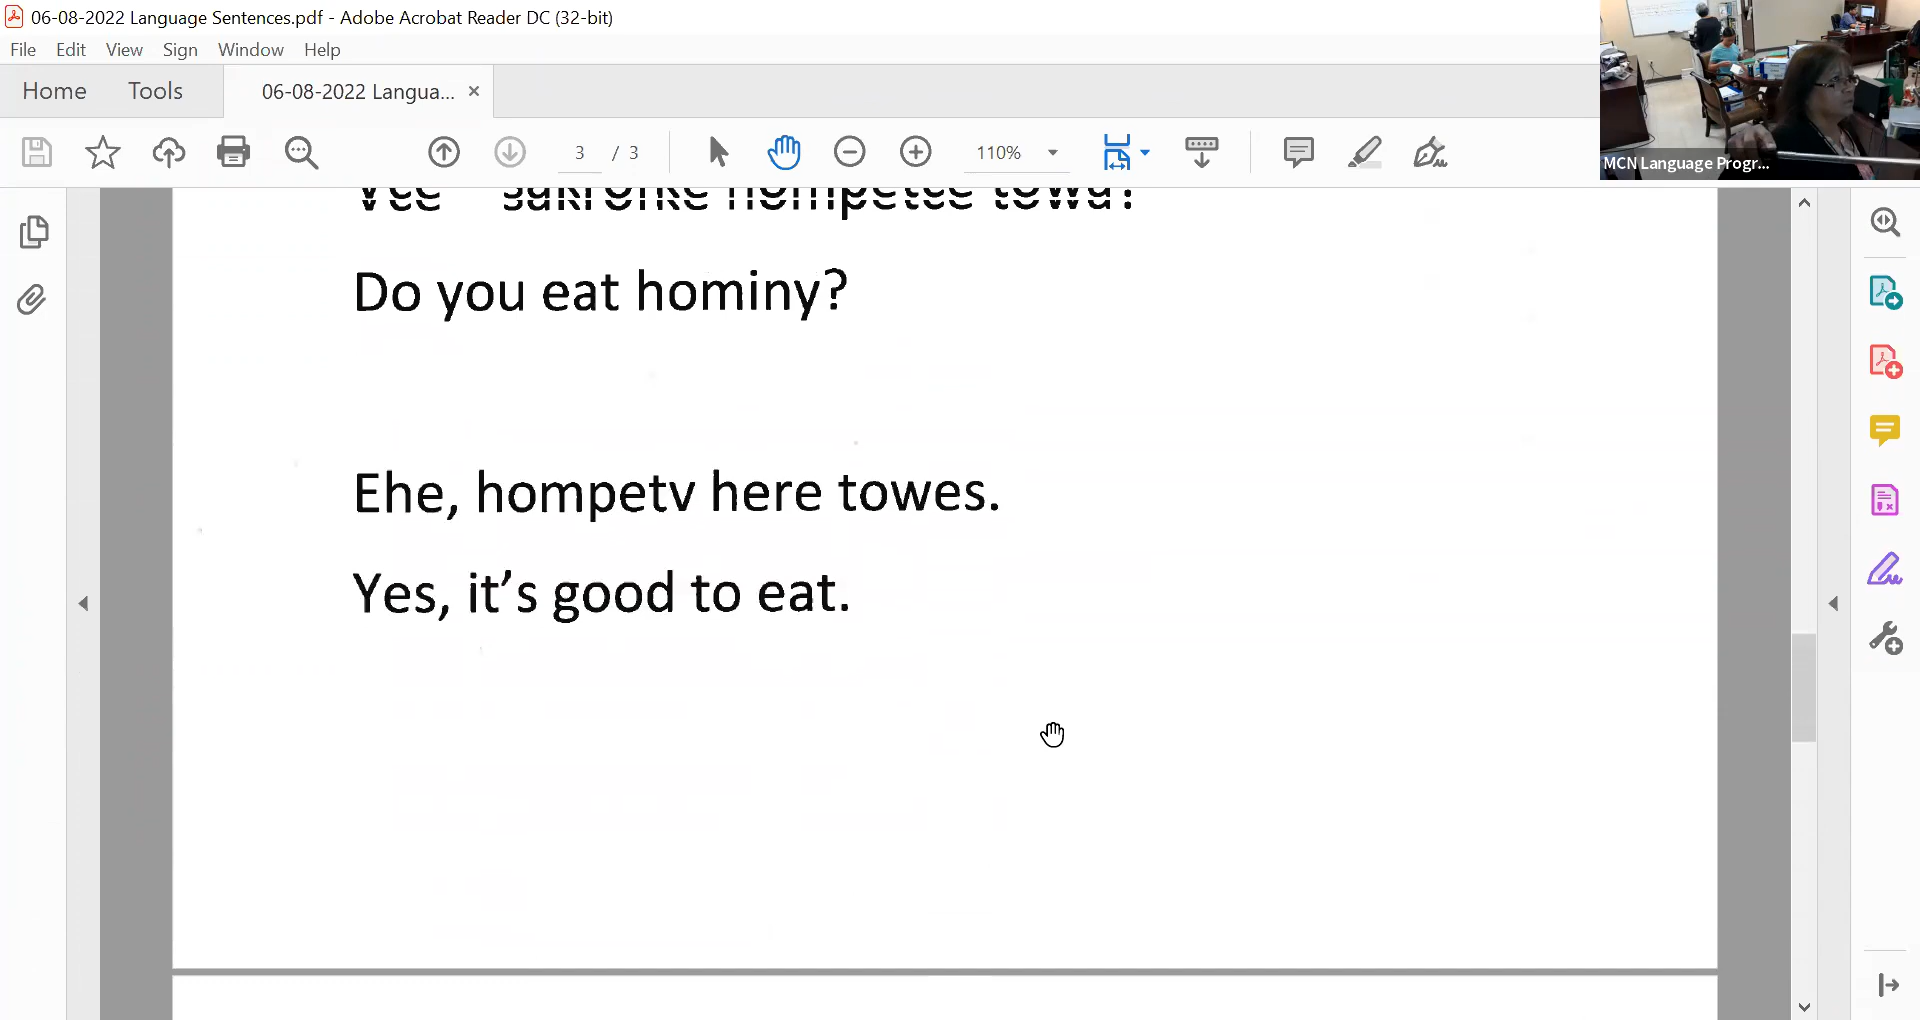 06-08-2022 Language Sentences.pdf - Adobe Acrobat Reader DC (32-bit)
File Edit View Sign Window Help
Home Tools 06-08-2022 Langua... ×
3 / 3 110%
MCN Language Progr...
Do you eat hominy?
Ehe, hompetv here towes.
Yes, it's good to eat.